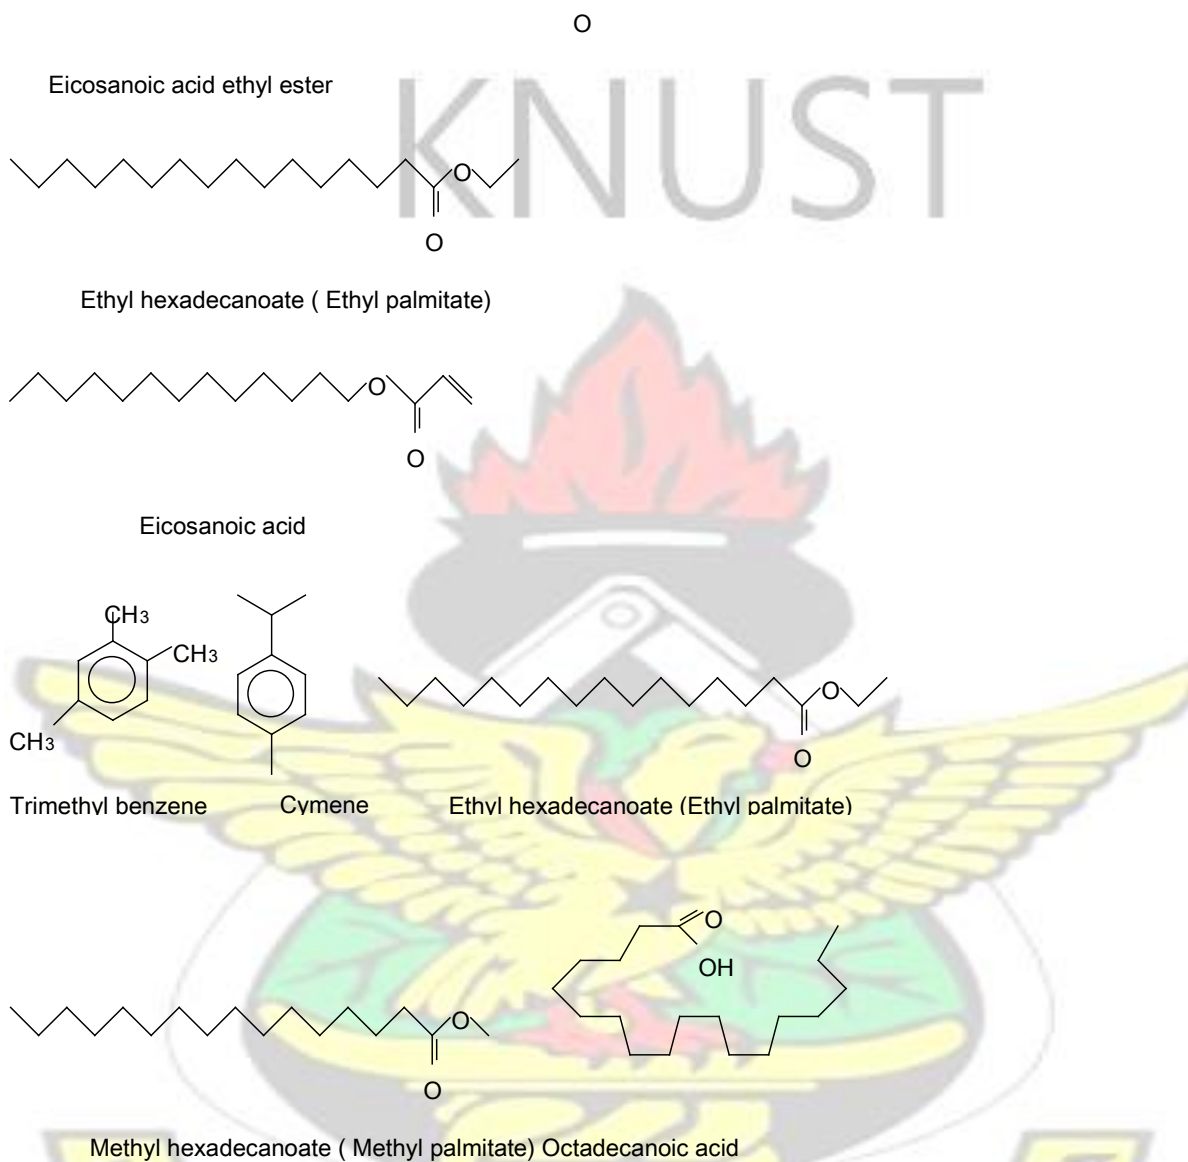 O
KNUST
Eicosanoic acid ethyl ester
O
O
Ethyl hexadecanoate ( Ethyl palmitate)
O
O
Eicosanoic acid
CH3
CH3
CH3
O
O
Trimethyl benzene Cymene Ethyl hexadecanoate (Ethyl palmitate)
O
OH
O
O
Methyl hexadecanoate ( Methyl palmitate) Octadecanoic acid